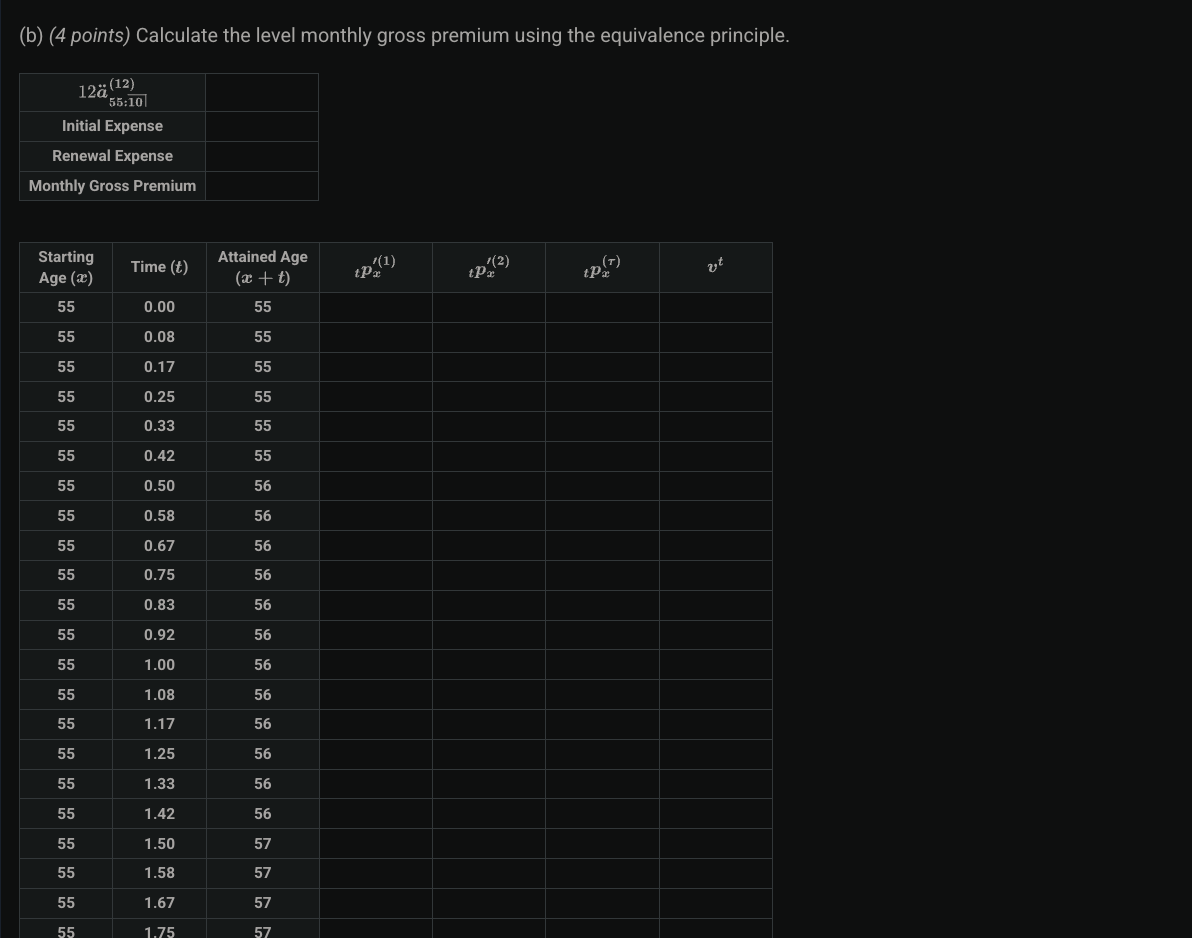 (b) (4 points) Calculate the level monthly gross premium using the equivalence principle.
12ä^{(12)}_{55:\overline{10|}}
Initial Expense
Renewal Expense
Monthly Gross Premium
Starting Age (x) Time (t) Attained Age (x + t) _tp_x^{′(1)} _tp_x^{′(2)} _tp_x^{(τ)} v^t
55 0.00 55
55 0.08 55
55 0.17 55
55 0.25 55
55 0.33 55
55 0.42 55
55 0.50 56
55 0.58 56
55 0.67 56
55 0.75 56
55 0.83 56
55 0.92 56
55 1.00 56
55 1.08 56
55 1.17 56
55 1.25 56
55 1.33 56
55 1.42 56
55 1.50 57
55 1.58 57
55 1.67 57
55 1.75 57